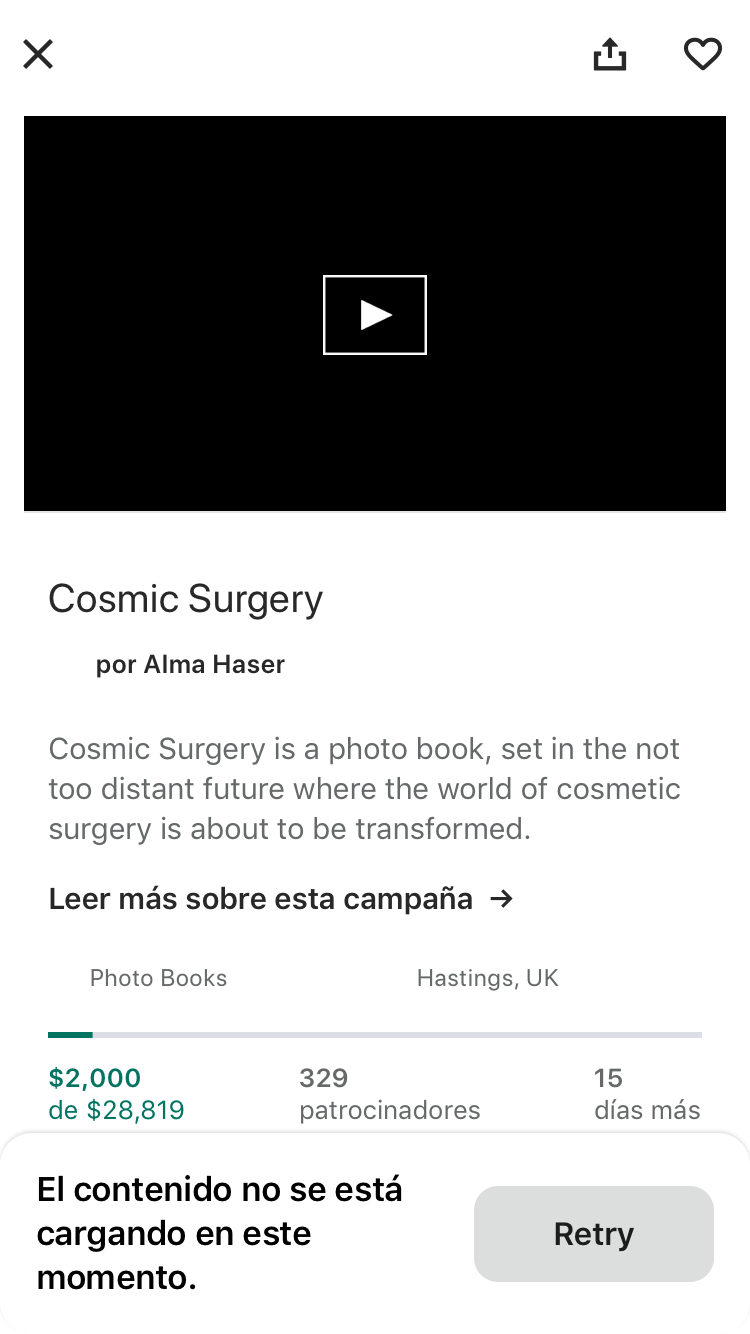 Cosmic Surgery
por Alma Haser
Cosmic Surgery is a photo book, set in the not
too distant future where the world of cosmetic
surgery is about to be transformed.
Leer más sobre esta campaña →
Photo Books
Hastings, UK
$2,000
de $28,819
329
patrocinadores
15
días más
El contenido no se está
cargando en este
momento.
Retry